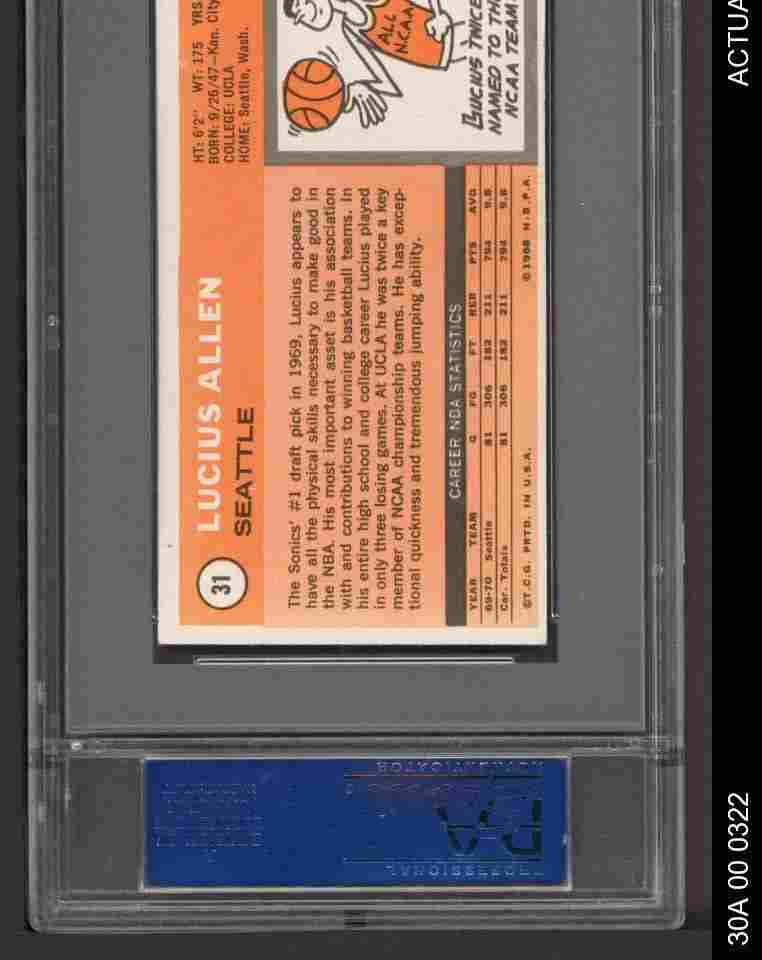 31
LUCIUS ALLEN
SEATTLE
HT: 6'2" WT: 175 YRS
BORN: 9/26/47—Kan. City
COLLEGE: UCLA
HOME: Seattle, Wash.
The Sonics' #1 draft pick in 1969, Lucius appears to
have all the physical skills necessary to make good in
the NBA. His most important asset is his association
with and contributions to winning basketball teams. In
his entire high school and college career Lucius played
in only three losing games. At UCLA he was twice a key
member of NCAA championship teams. He has excep-
tional quickness and tremendous jumping ability.
ALL
N.C.A.A
LUCIUS TWICE
NAMED TO TH
NCAA TEAM.
CAREER NBA STATISTICS
YEAR TEAM G FG FT REB PTS AVG
69-70 Seattle 81 306 182 211 794 9.8
Car. Totals 81 306 182 211 794 9.8
©T.C.G. PRTD. IN U.S.A. ©1968 N.B.P.A.
PROFESSIONAL
PSA
AUTHENTICATOR
30A 00 0322
ACTUA